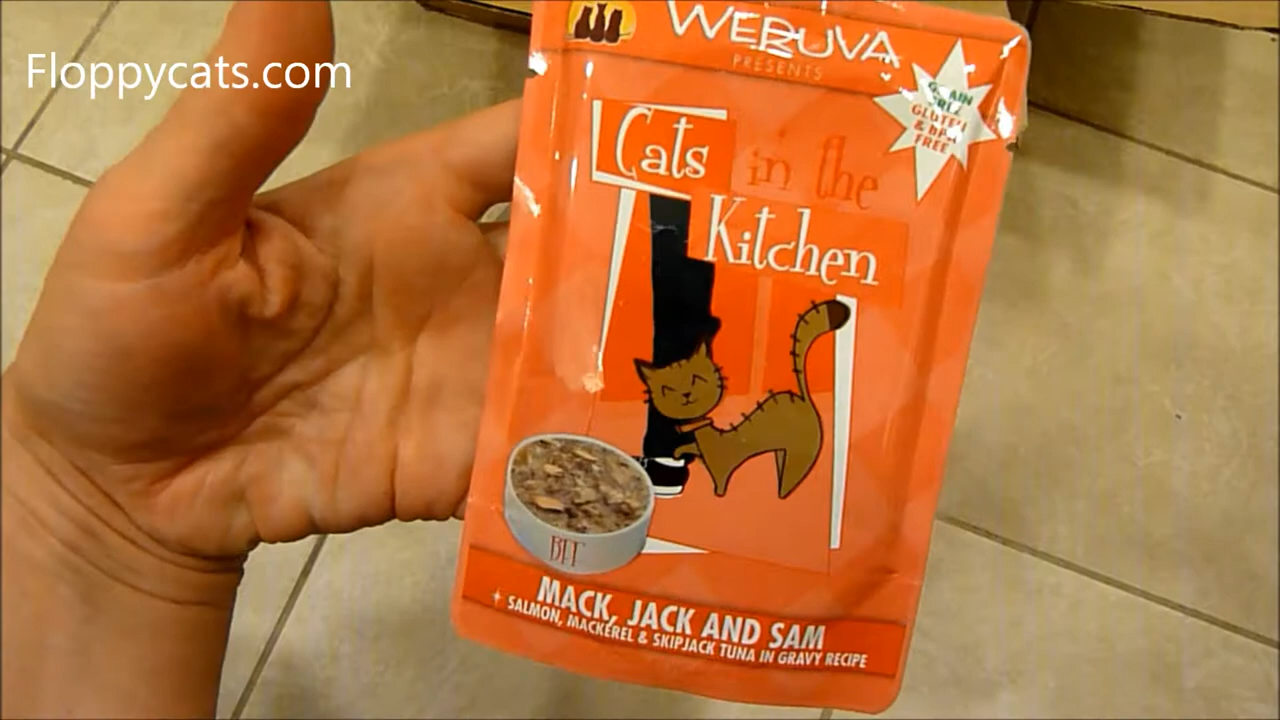 Floppycats.com
WERUVA
PRESENTS
GRAIN
FREE
GLUTEN
& BPA
FREE
Cats in the
Kitchen
BFF
MACK, JACK AND SAM
SALMON, MACKEREL & SKIPJACK TUNA IN GRAVY RECIPE